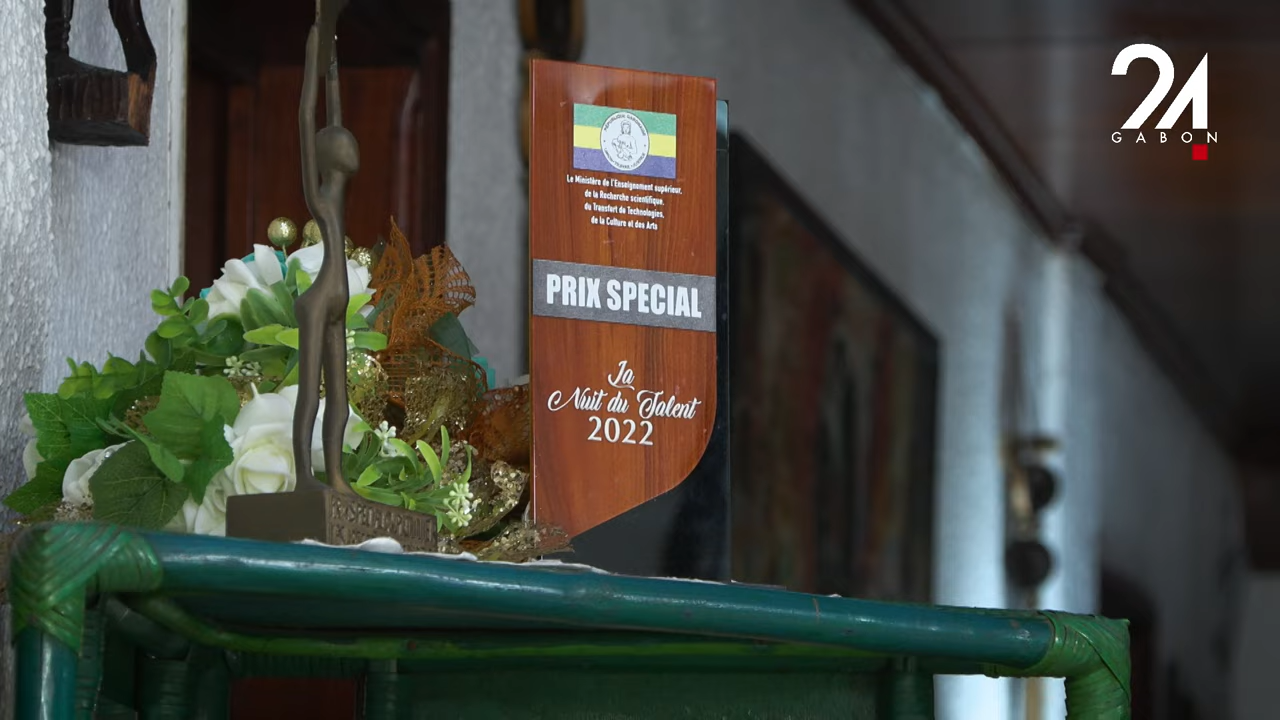 24
GABON
Le Ministère de l'Enseignement supérieur,
de la Recherche scientifique,
du Transfert de Technologies,
de la Culture et des Arts
PRIX SPECIAL
La
Nuit du Talent
2022